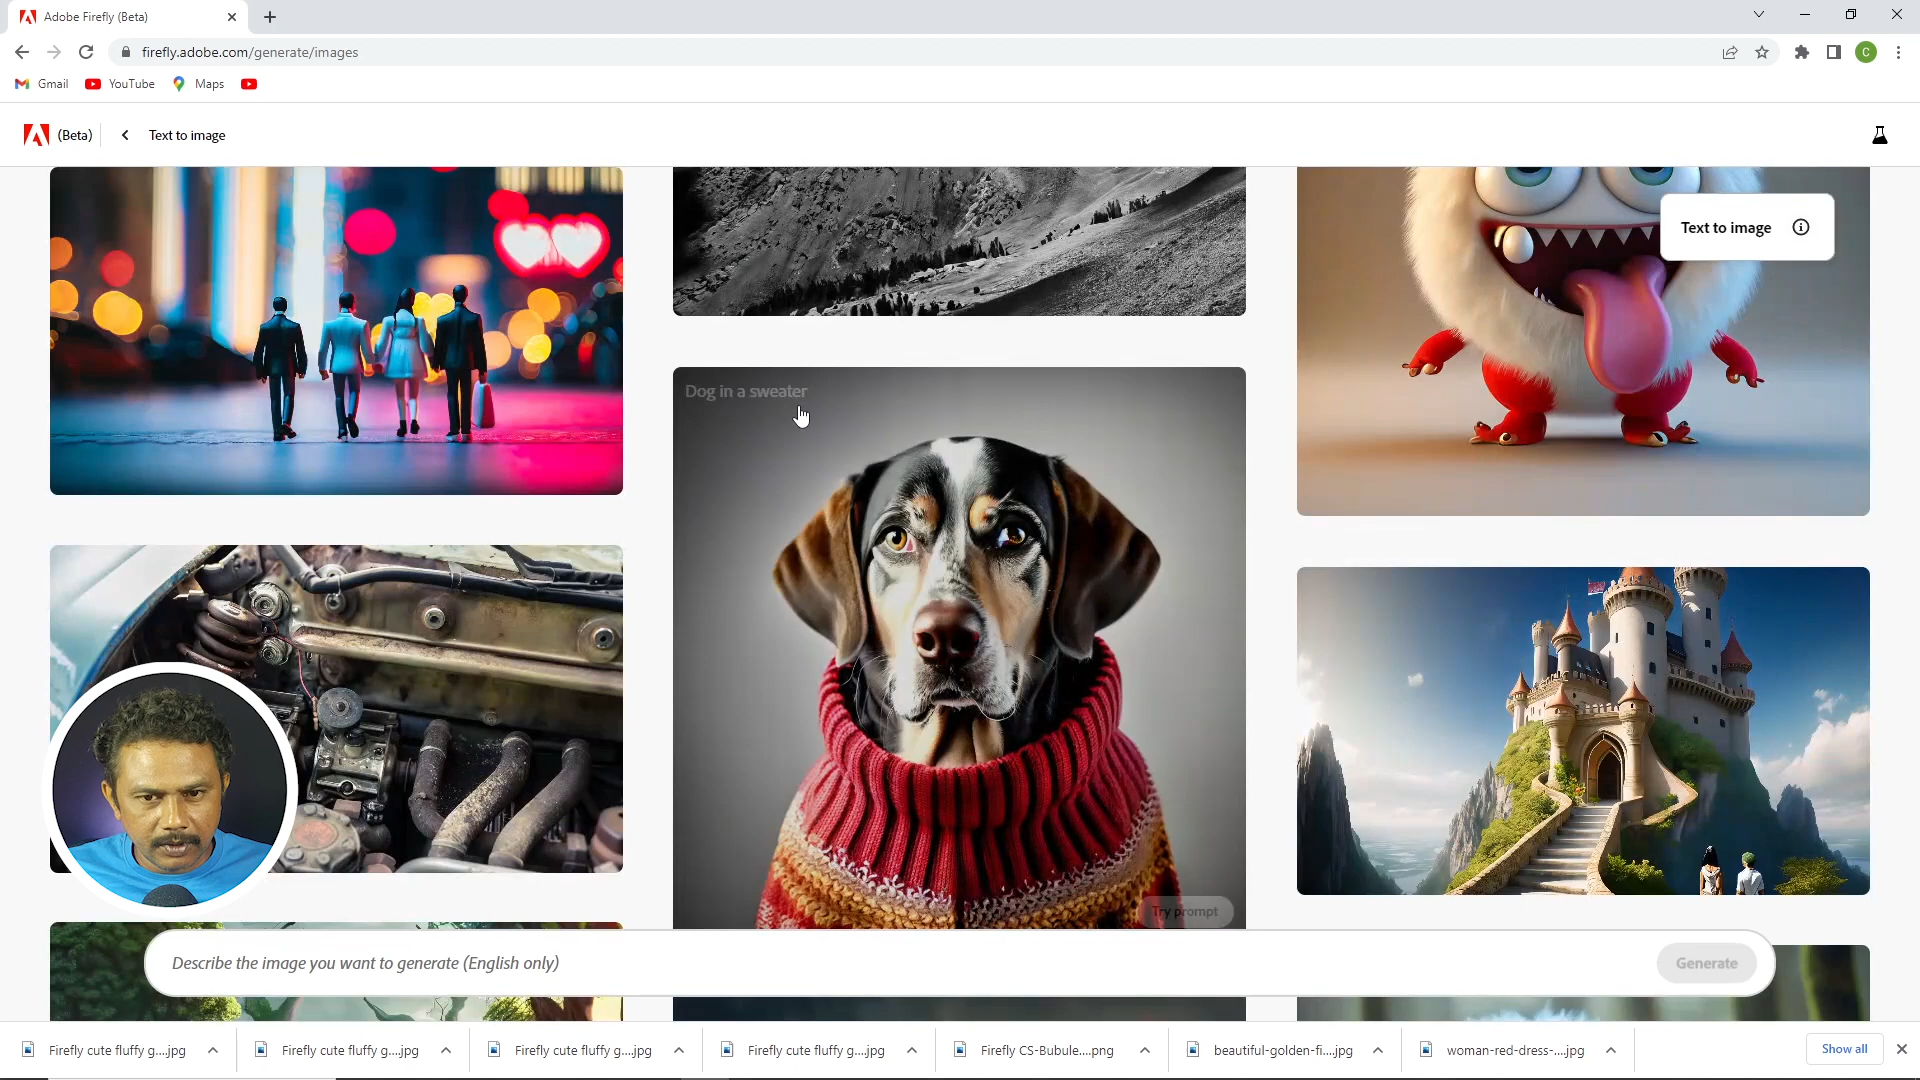 Adobe Firefly (Beta)
firefly.adobe.com/generate/images
C
Gmail
YouTube
Maps
(Beta)
Text to image
Text to image
Dog in a sweater
Try prompt
Describe the image you want to generate (English only)
Generate
Firefly cute fluffy g....jpg
Firefly cute fluffy g....jpg
Firefly cute fluffy g....jpg
Firefly cute fluffy g....jpg
Firefly CS-Bubule....png
beautiful-golden-fi....jpg
woman-red-dress-....jpg
Show all